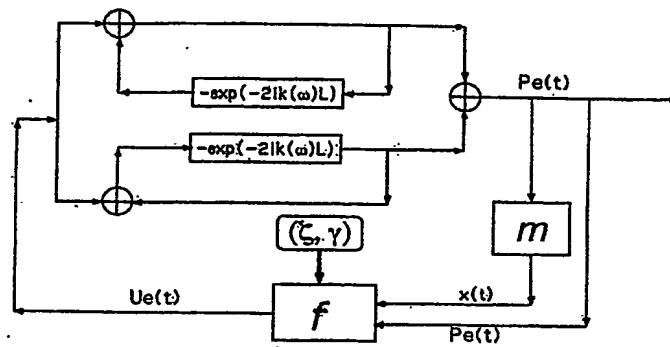 -exp(-2ik(ω)L)
Pe(t)
-exp(-2ik(ω)L)
(ζ, γ)
m
Ue(t)
f
x(t)
Pe(t)